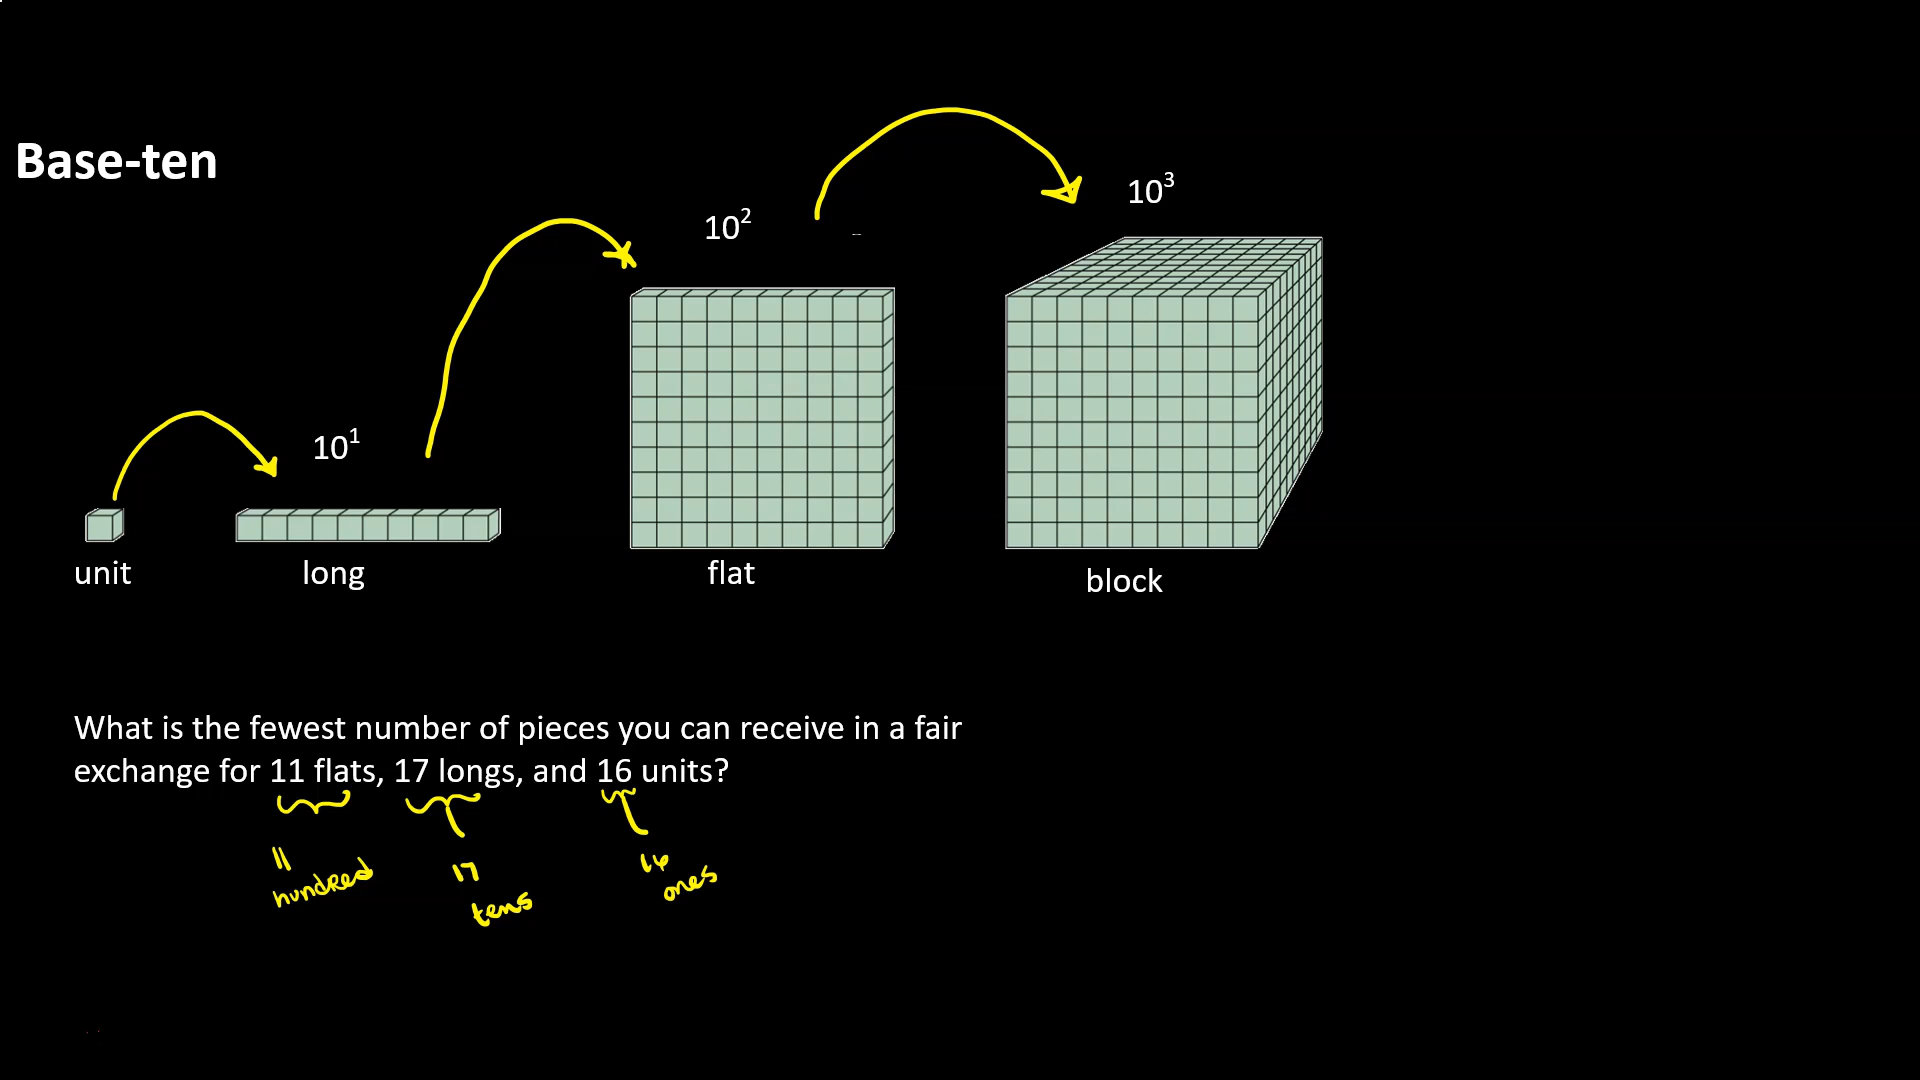 Base-ten
10³
10²
10¹
unit
long
flat
block
What is the fewest number of pieces you can receive in a fair
exchange for 11 flats, 17 longs, and 16 units?
11
hundred
17
tens
16
ones